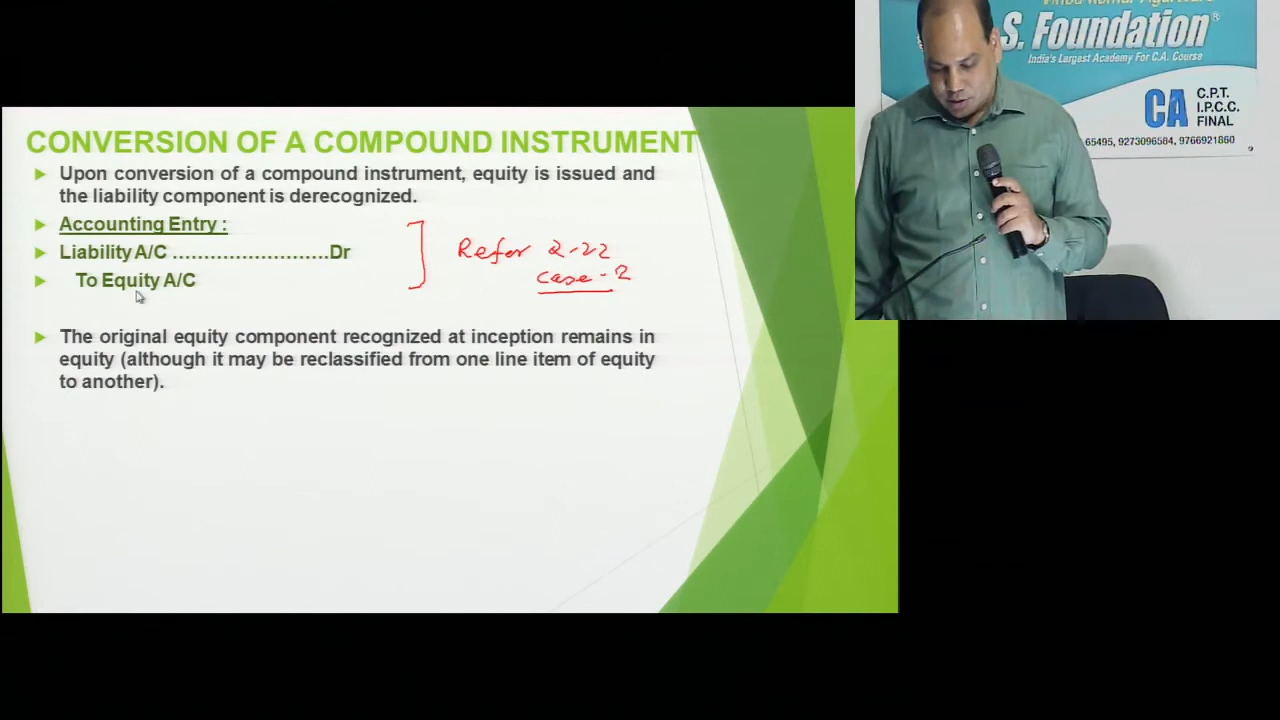 S. Foundation®
India's Largest Academy For C.A. Course
CA
C.P.T.
I.P.C.C.
FINAL
65495, 9273096584, 9766921860
CONVERSION OF A COMPOUND INSTRUMENT
Upon conversion of a compound instrument, equity is issued and
the liability component is derecognized.
Accounting Entry :
Liability A/C ..........................Dr
To Equity A/C
Refer 2-22
case-2
The original equity component recognized at inception remains in
equity (although it may be reclassified from one line item of equity
to another).